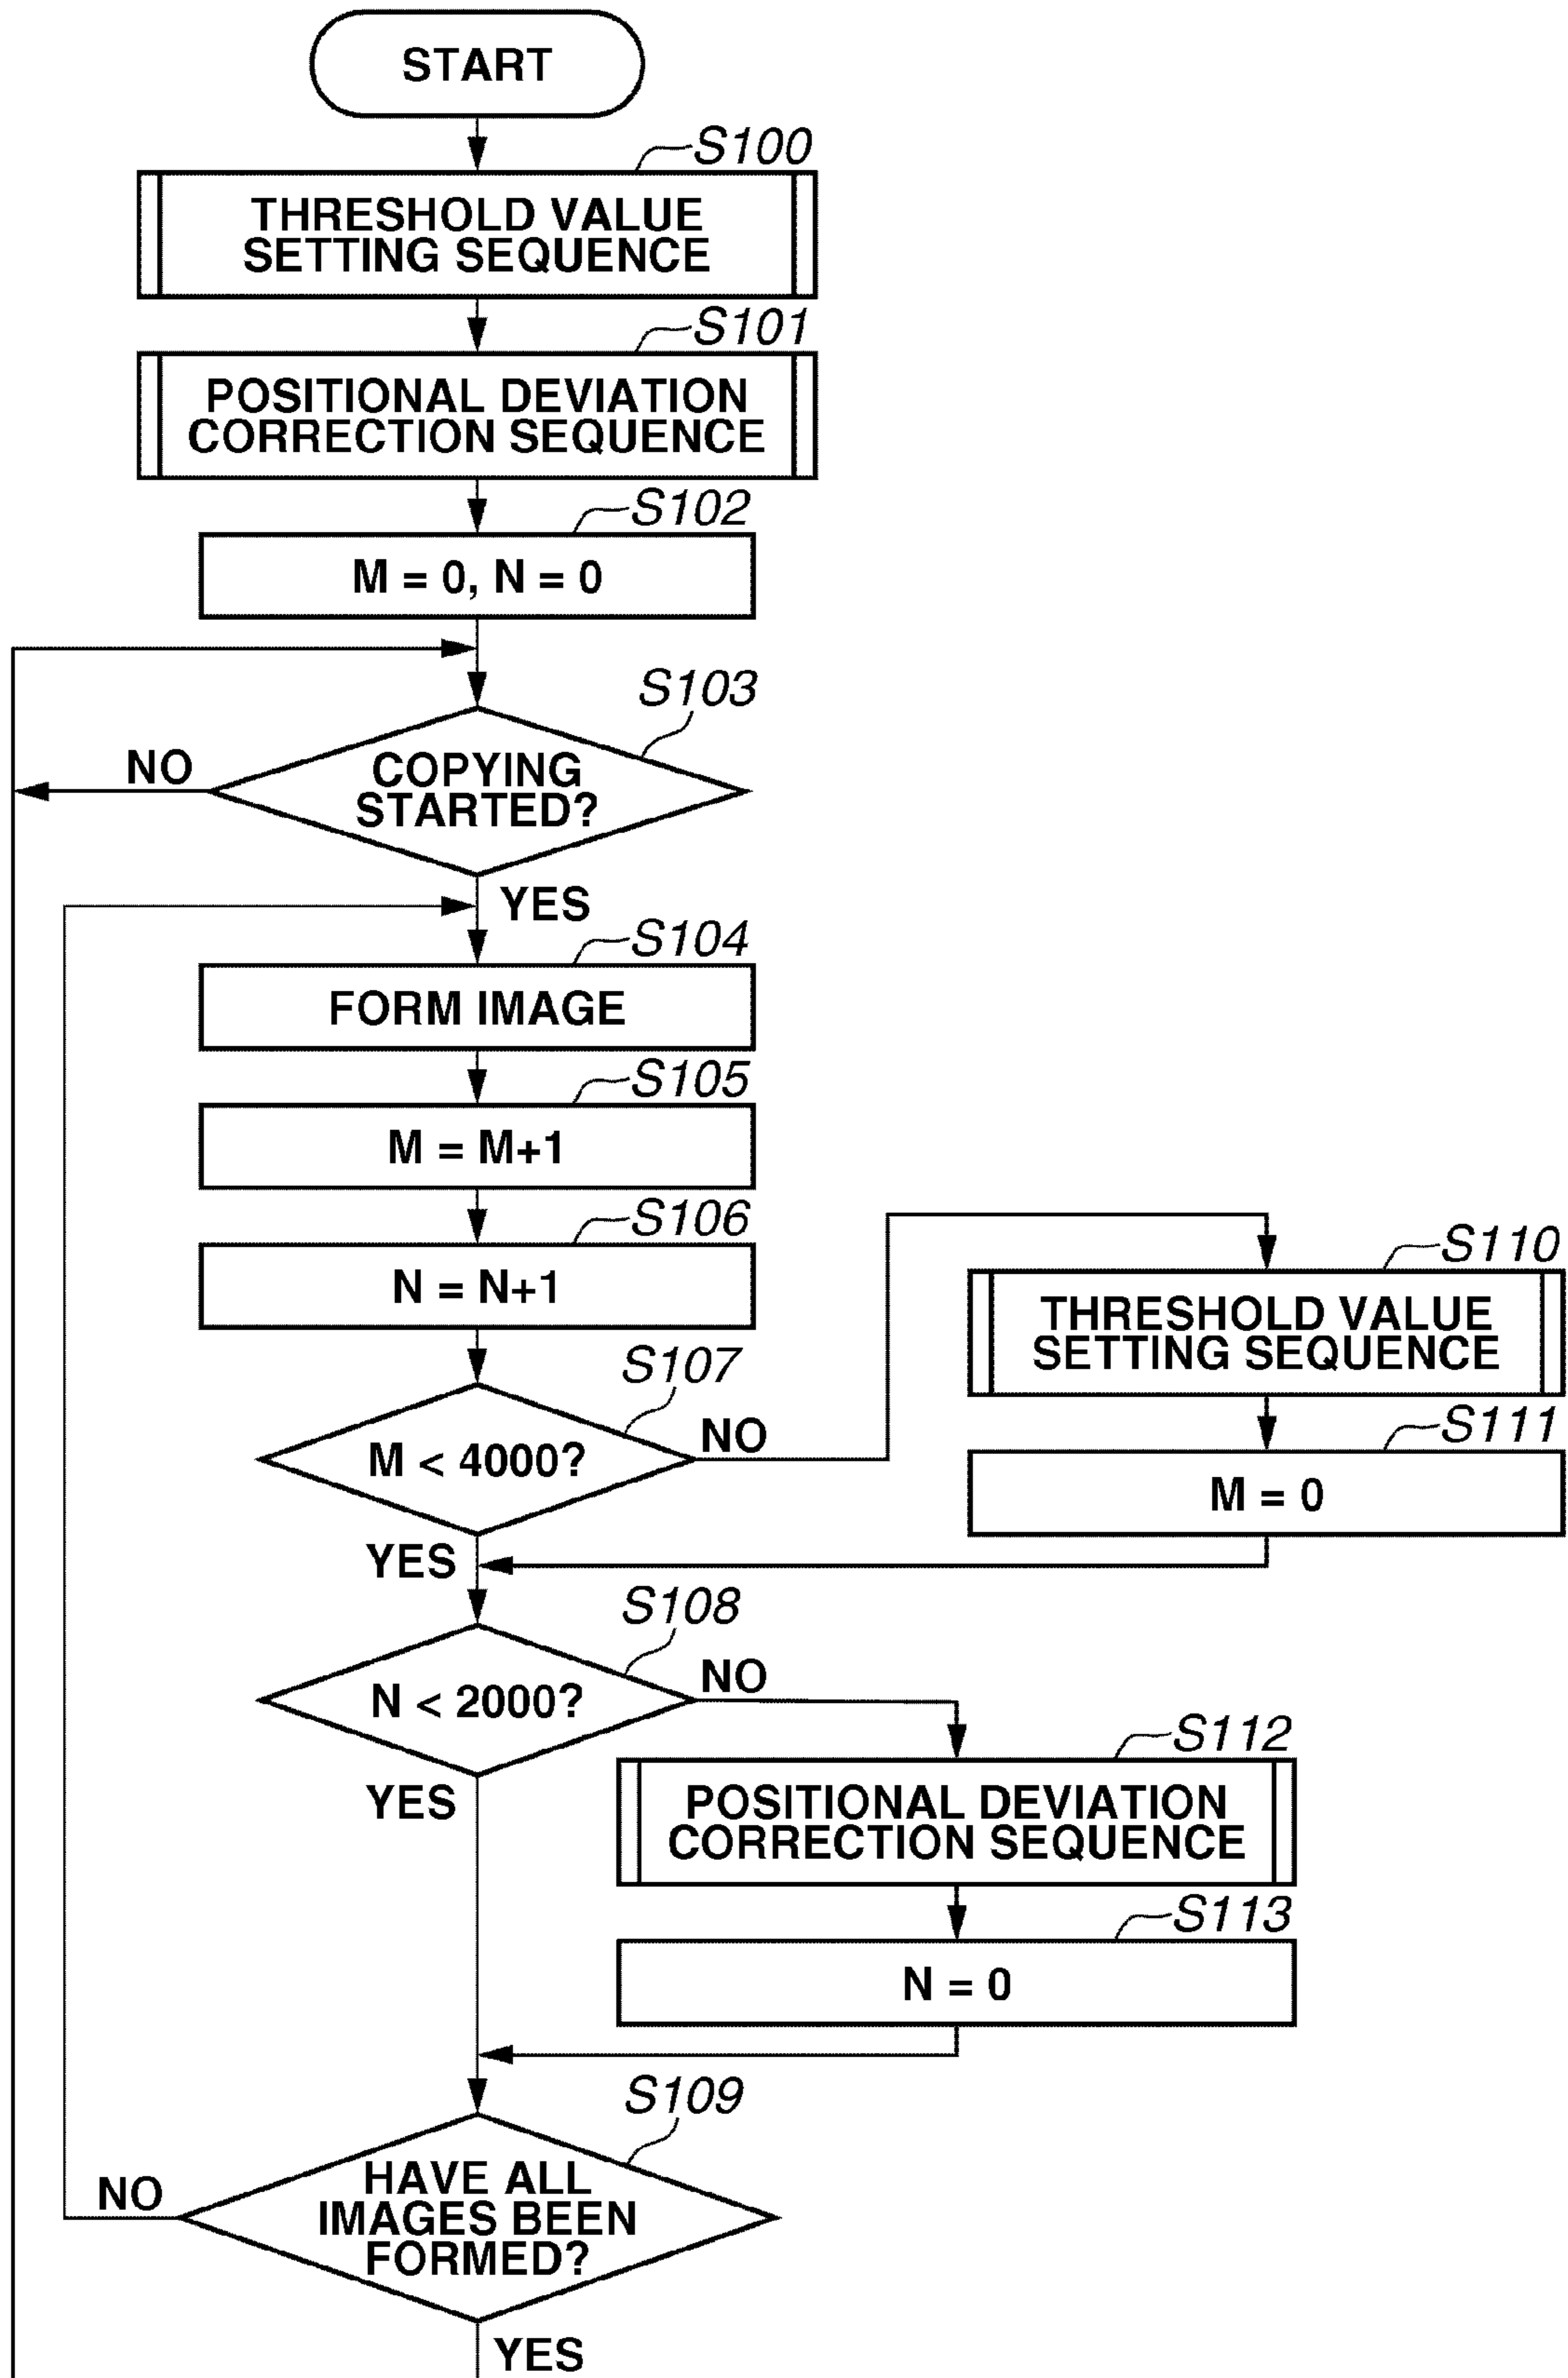 START
S100
THRESHOLD VALUE
SETTING SEQUENCE
S101
POSITIONAL DEVIATION
CORRECTION SEQUENCE
S102
M = 0, N = 0
S103
COPYING
STARTED?
NO
YES
S104
FORM IMAGE
S105
M = M+1
S106
N = N+1
S107
M < 4000?
NO
YES
S110
THRESHOLD VALUE
SETTING SEQUENCE
S111
M = 0
S108
N < 2000?
NO
YES
S112
POSITIONAL DEVIATION
CORRECTION SEQUENCE
S113
N = 0
S109
HAVE ALL
IMAGES BEEN
FORMED?
NO
YES